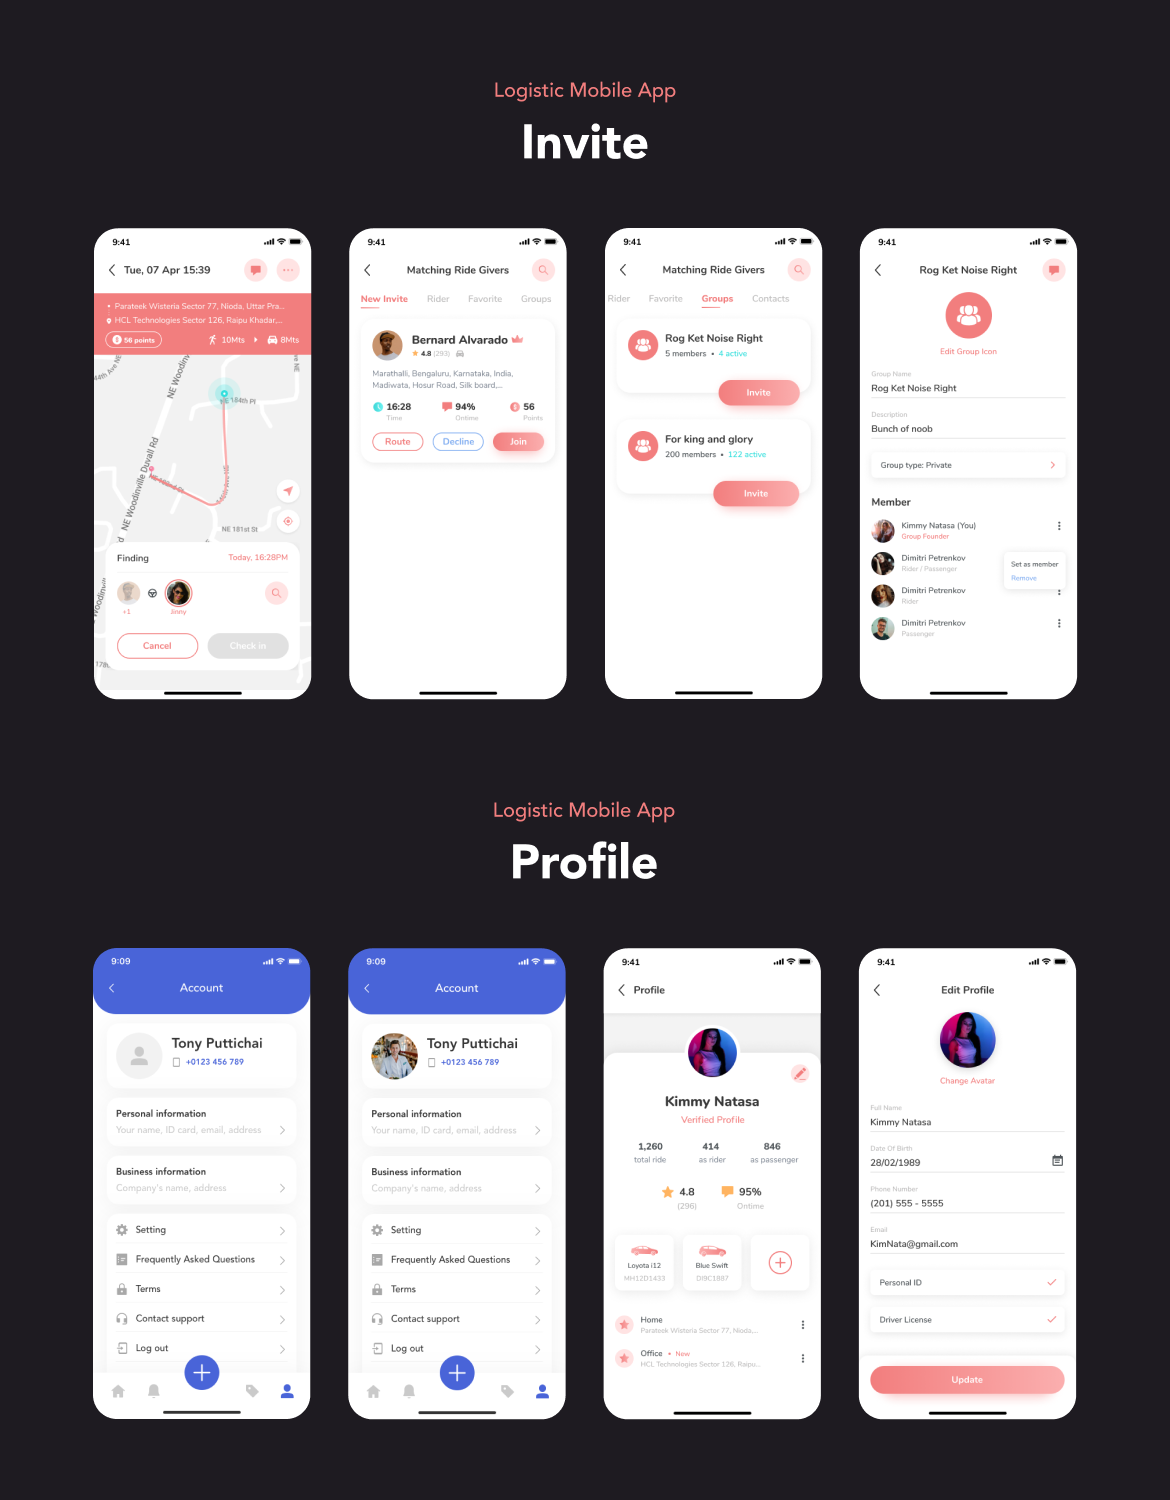 Logistic Mobile App
Invite
9:41
Tue, 07 Apr 15:39
Parateek Wisteria Sector 77, Nioda, Uttar Pra...
HCL Technologies Sector 126, Raipu Khadar,...
56 points
10Mts
8Mts
44th Ave NE
NE Woodinv
ve NE
NE 184th Pl
NE Woodinville Duvall Rd
NE 183rd St
NE 181st St
Finding
Today, 16:28PM
+1
Jinny
Cancel
Check in
178t
9:41
Matching Ride Givers
New Invite
Rider
Favorite
Groups
Bernard Alvarado
4.8 (293)
Marathalli, Bengaluru, Karnataka, India,
Madiwata, Hosur Road, Silk board,...
16:28
94%
56
Time
Ontime
Points
Route
Decline
Join
9:41
Matching Ride Givers
Rider
Favorite
Groups
Contacts
Rog Ket Noise Right
5 members • 4 active
Invite
For king and glory
200 members • 122 active
Invite
9:41
Rog Ket Noise Right
Edit Group Icon
Group Name
Rog Ket Noise Right
Description
Bunch of noob
Group type: Private
Member
Kimmy Natasa (You)
Group Founder
Dimitri Petrenkov
Rider / Passenger
Set as member
Remove
Dimitri Petrenkov
Rider
Dimitri Petrenkov
Passenger
Logistic Mobile App
Profile
9:09
Account
Tony Puttichai
+0123 456 789
Personal information
Your name, ID card, email, address
Business information
Company's name, address
Setting
Frequently Asked Questions
Terms
Contact support
Log out
9:09
Account
Tony Puttichai
+0123 456 789
Personal information
Your name, ID card, email, address
Business information
Company's name, address
Setting
Frequently Asked Questions
Terms
Contact support
Log out
9:41
Profile
Kimmy Natasa
Verified Profile
1,260
414
846
total ride
as rider
as passenger
4.8
95%
(296)
Ontime
Loyota i12
Blue Swift
MH12D1433
DI9C1887
Home
Parateek Wisteria Sector 77, Nioda,...
Office • New
HCL Technologies Sector 126, Raipu...
9:41
Edit Profile
Change Avatar
Full Name
Kimmy Natasa
Date Of Birth
28/02/1989
Phone Number
(201) 555 - 5555
Email
KimNata@gmail.com
Personal ID
Driver License
Update